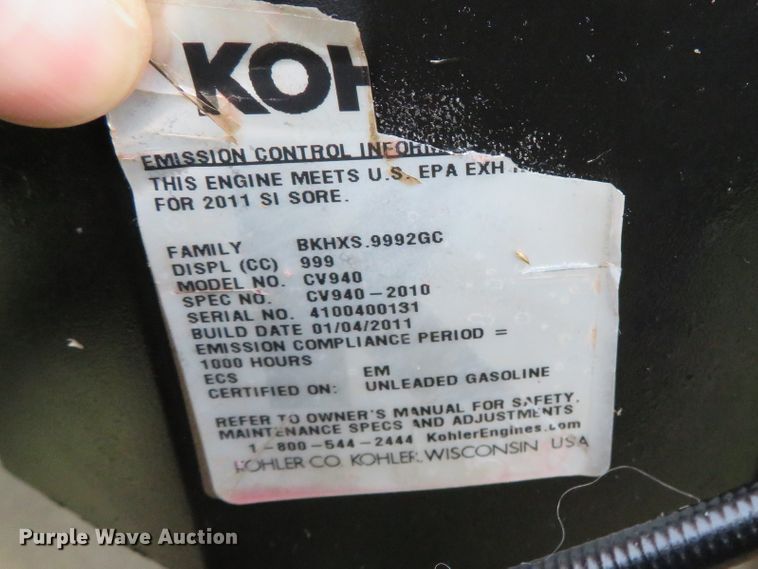 KOH
EMISSION CONTROL INFOR
THIS ENGINE MEETS U.S. EPA EXH
FOR 2011 SI SORE.
FAMILY BKHXS.9992GC
DISPL (CC) 999
MODEL NO. CV940
SPEC NO. CV940-2010
SERIAL NO. 4100400131
BUILD DATE 01/04/2011
EMISSION COMPLIANCE PERIOD =
1000 HOURS
ECS EM
CERTIFIED ON: UNLEADED GASOLINE
REFER TO OWNER'S MANUAL FOR SAFETY,
MAINTENANCE SPECS AND ADJUSTMENTS
1-800-544-2444 KohlerEngines.com
KOHLER CO. KOHLER, WISCONSIN USA
Purple Wave Auction